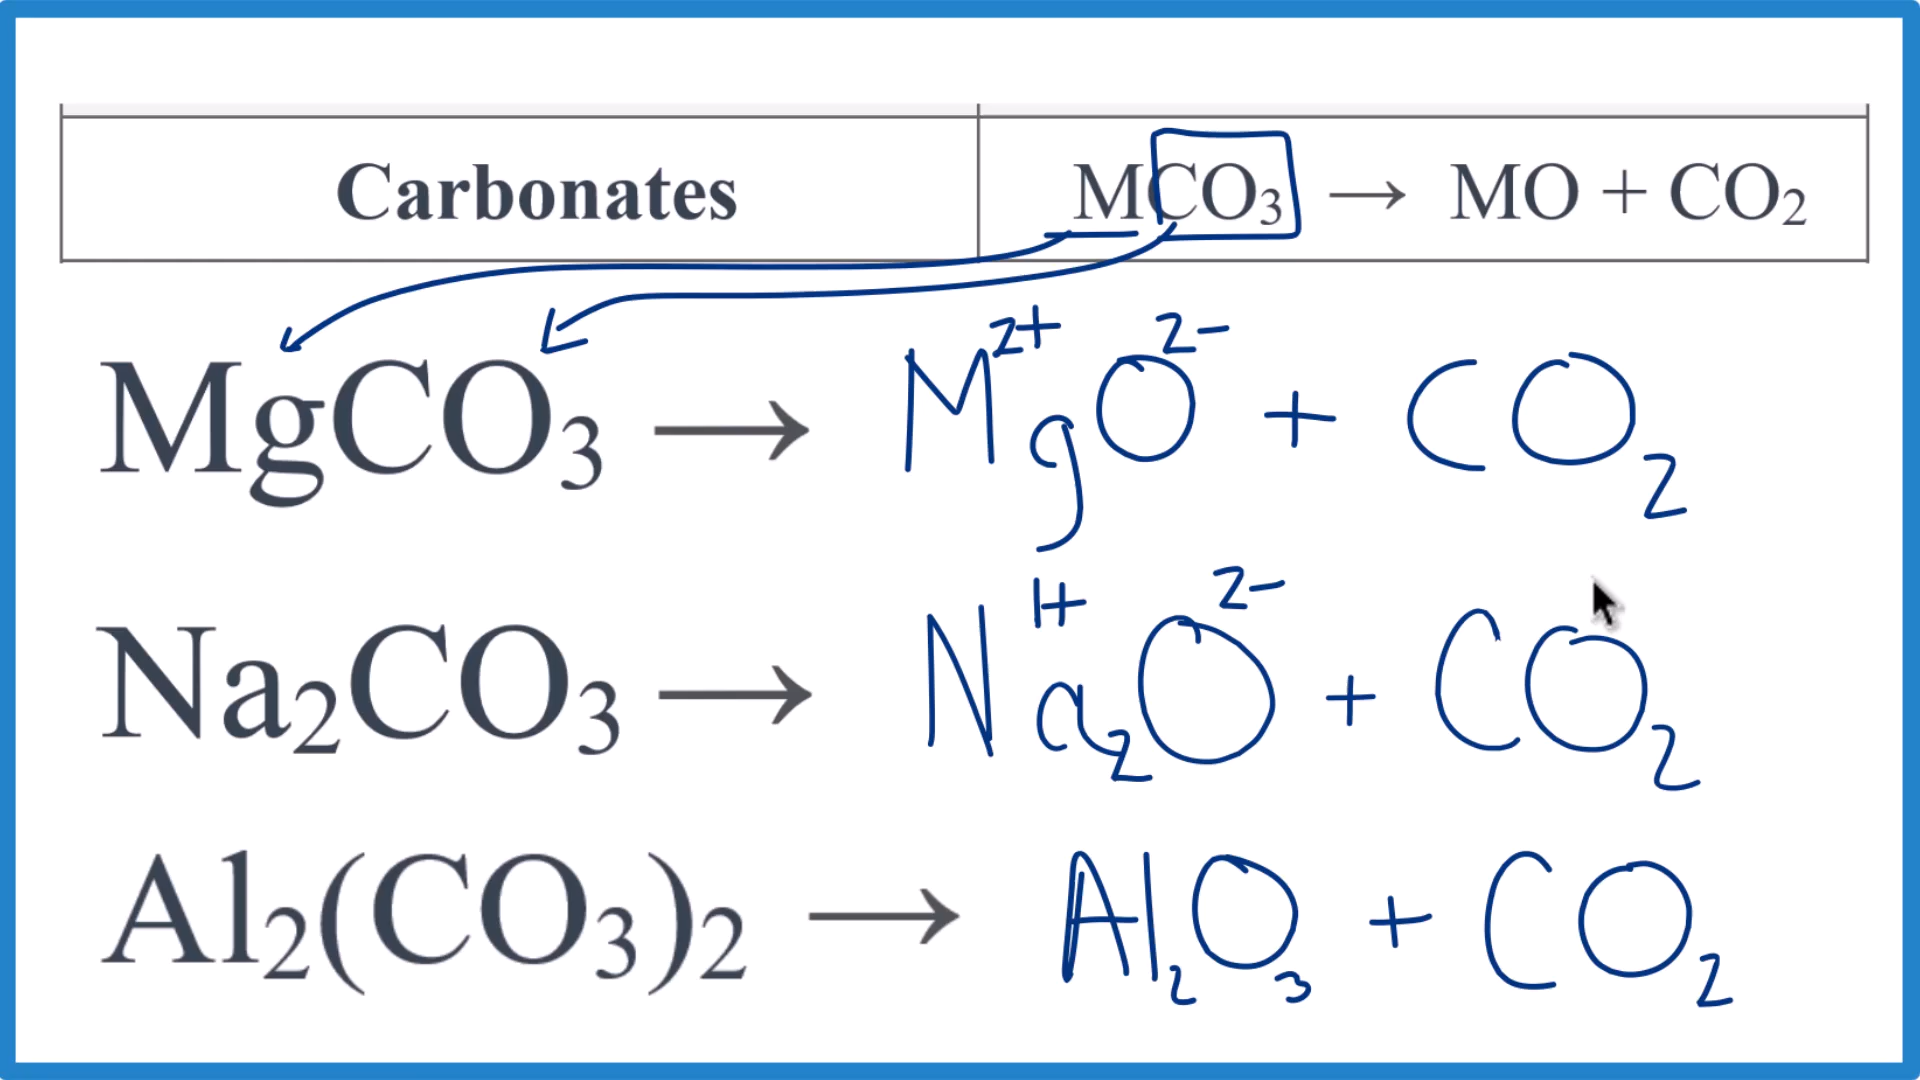 Carbonates MCO₃ → MO + CO₂
MgCO₃ → Mg²⁺O²⁻ + CO₂
Na₂CO₃ → Na¹⁺₂O²⁻ + CO₂
Al₂(CO₃)₂ → Al₂O₃ + CO₂